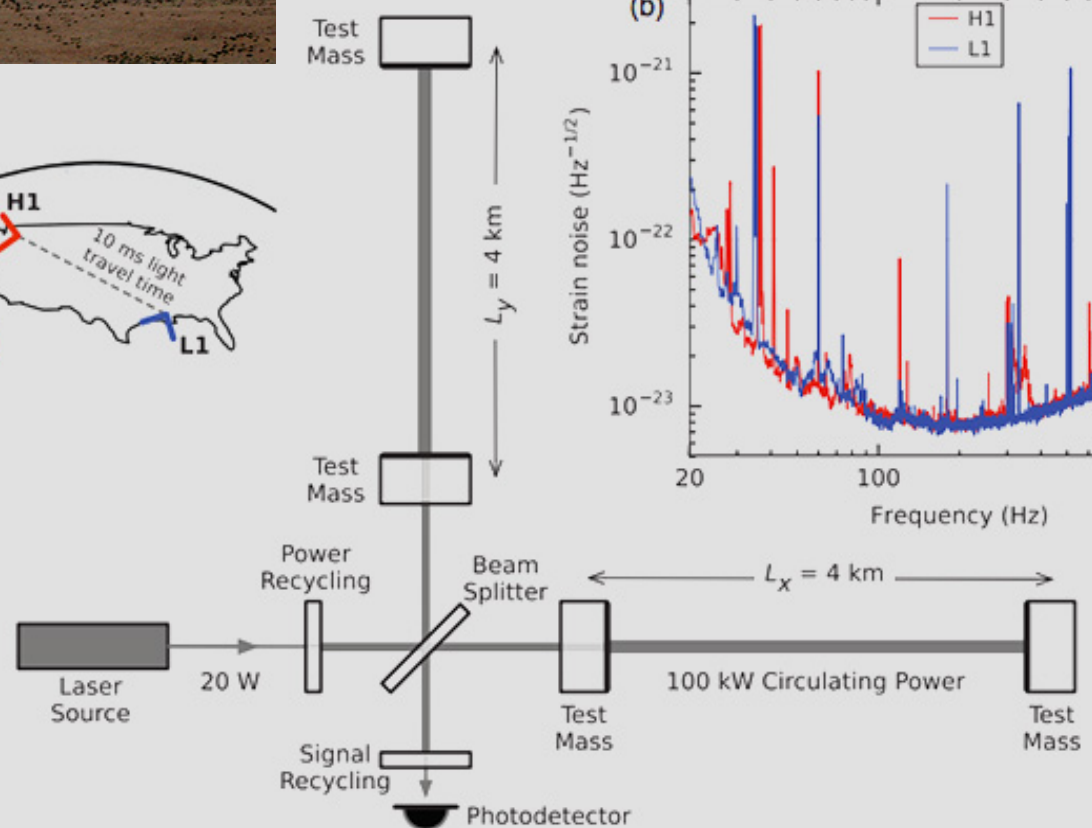 Test
Mass
(b)
H1
L1
10⁻²¹
10⁻²²
10⁻²³
Strain noise (Hz⁻¹/²)
20
100
Frequency (Hz)
H1
10 ms light
travel time
L1
Ly = 4 km
Test
Mass
Power
Recycling
Beam
Splitter
Lx = 4 km
Laser
Source
20 W
100 kW Circulating Power
Test
Mass
Test
Mass
Signal
Recycling
Photodetector